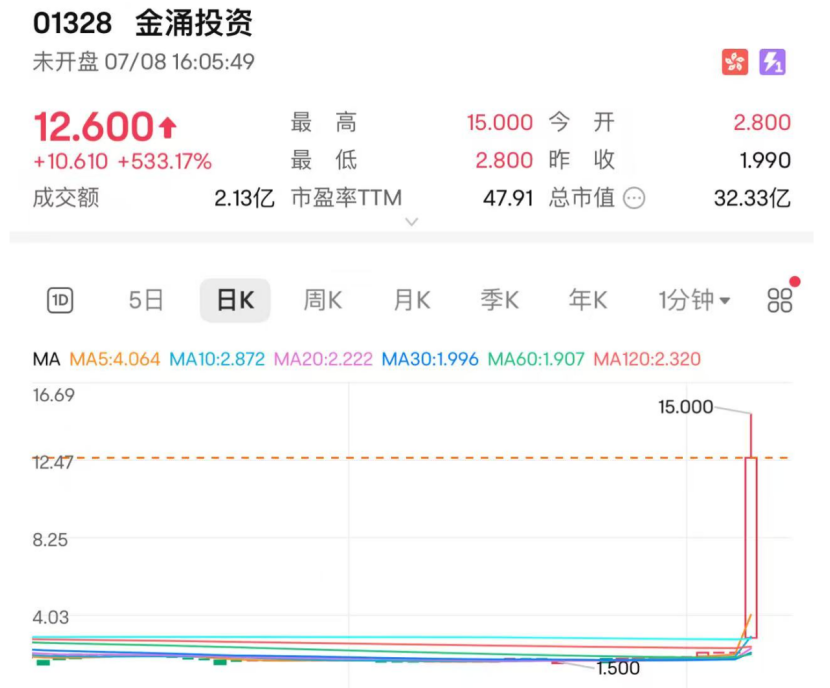 01328 金涌投资
未开盘 07/08 16:05:49
12.600 最高 15.000 今开 2.800
+10.610 +533.17% 最低 2.800 昨收 1.990
成交额 2.13亿 市盈率TTM 47.91 总市值 32.33亿
1D 5日 日K 周K 月K 季K 年K 1分钟
MA MA5:4.064 MA10:2.872 MA20:2.222 MA30:1.996 MA60:1.907 MA120:2.320
16.69
15.000
12.47
8.25
4.03
1.500